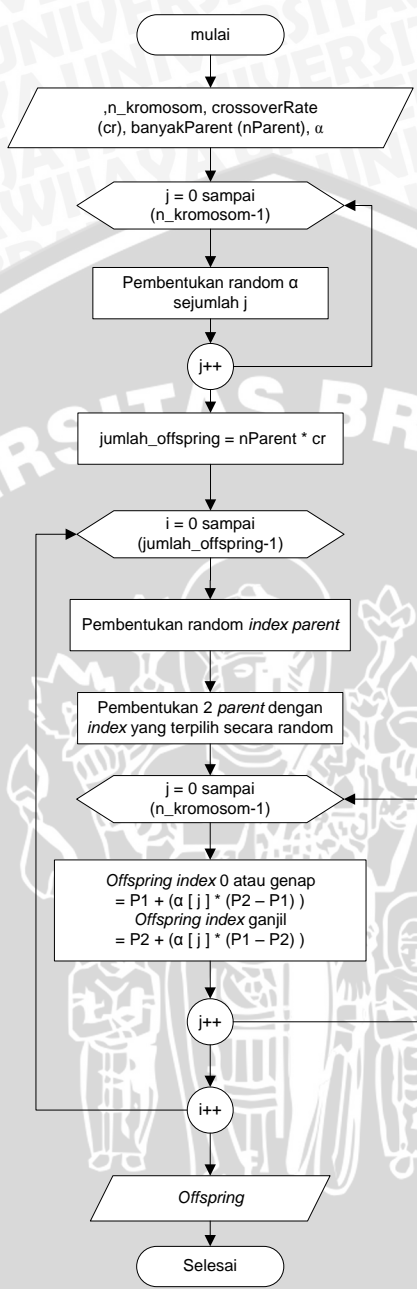 mulai
,n_kromosom, crossoverRate
(cr), banyakParent (nParent), α
j = 0 sampai
(n_kromosom-1)
Pembentukan random α
sejumlah j
j++
jumlah_offspring = nParent * cr
i = 0 sampai
(jumlah_offspring-1)
Pembentukan random index parent
Pembentukan 2 parent dengan
index yang terpilih secara random
j = 0 sampai
(n_kromosom-1)
Offspring index 0 atau genap
= P1 + (α [ j ] * (P2 – P1) )
Offspring index ganjil
= P2 + (α [ j ] * (P1 – P2) )
j++
i++
Offspring
Selesai